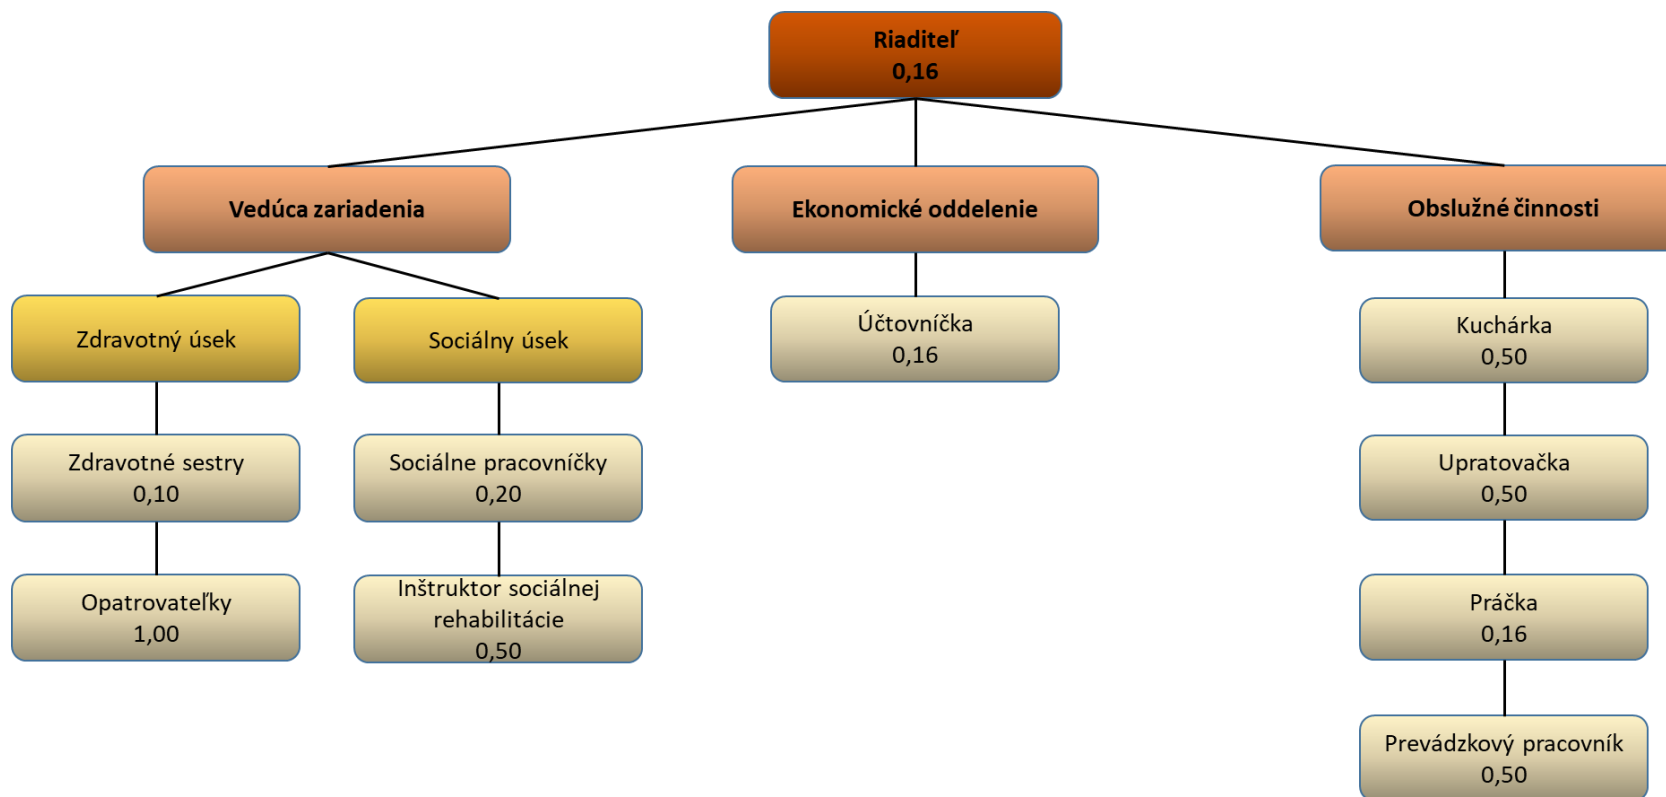 Riaditeľ
0,16
Vedúca zariadenia
Ekonomické oddelenie
Obslužné činnosti
Zdravotný úsek
Sociálny úsek
Účtovníčka
0,16
Kuchárka
0,50
Zdravotné sestry
0,10
Sociálne pracovníčky
0,20
Upratovačka
0,50
Opatrovateľky
1,00
Inštruktor sociálnej
rehabilitácie
0,50
Práčka
0,16
Prevádzkový pracovník
0,50